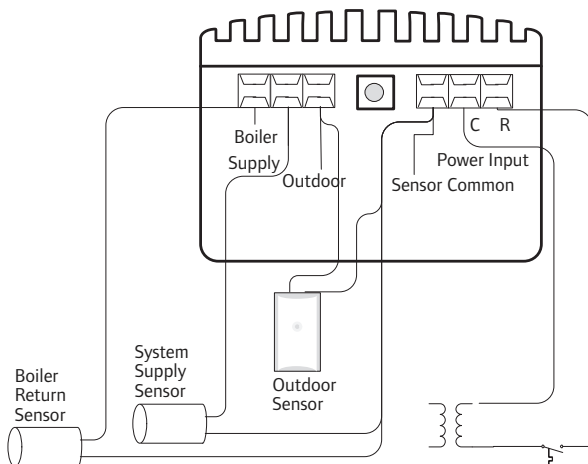 C R
Boiler
Supply
Outdoor
Power Input
Sensor Common
System
Supply
Sensor
Boiler
Return
Sensor
Outdoor
Sensor